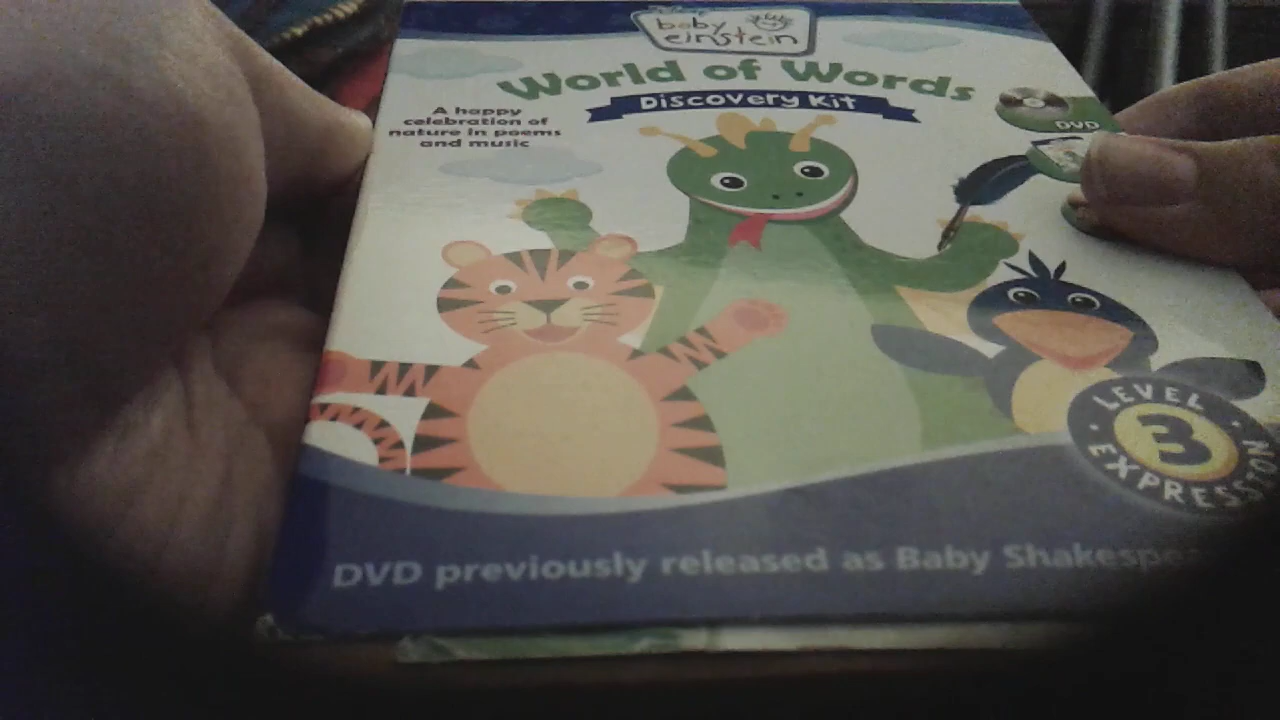 Disney
baby
einstein
World of Words
Discovery Kit
A happy
celebration of
nature in poems
and music
DVD
LEVEL
3
EXPRESSION
DVD previously released as Baby